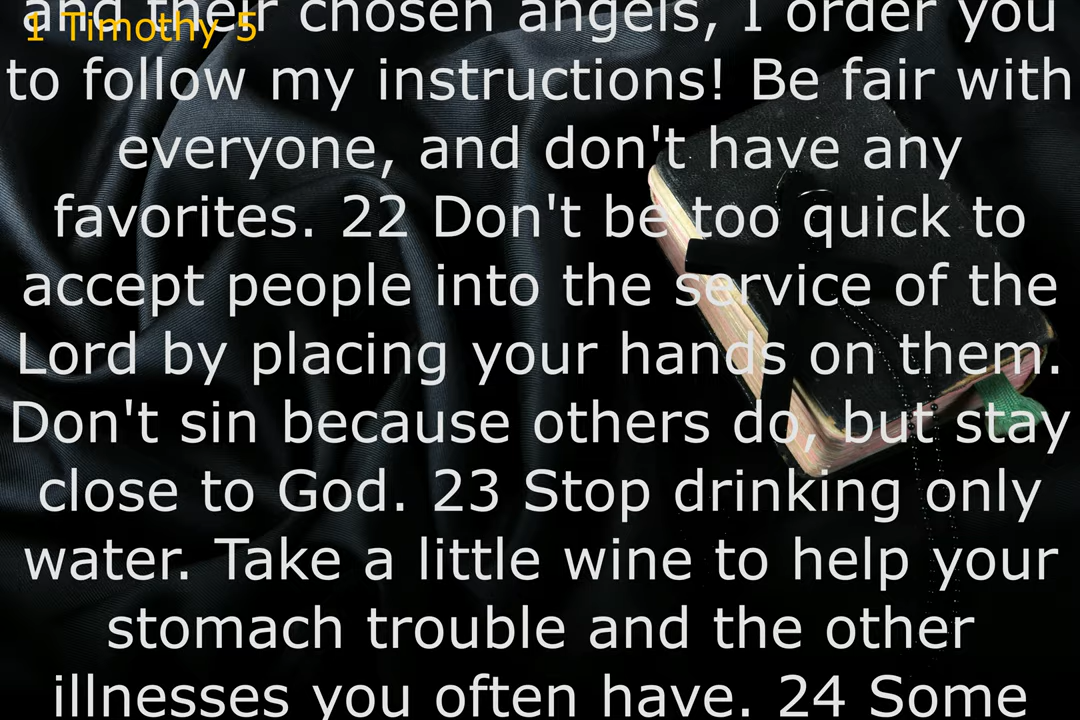 1 Timothy 5
and their chosen angels, I order you
to follow my instructions! Be fair with
everyone, and don't have any
favorites. 22 Don't be too quick to
accept people into the service of the
Lord by placing your hands on them.
Don't sin because others do, but stay
close to God. 23 Stop drinking only
water. Take a little wine to help your
stomach trouble and the other
illnesses you often have. 24 Some